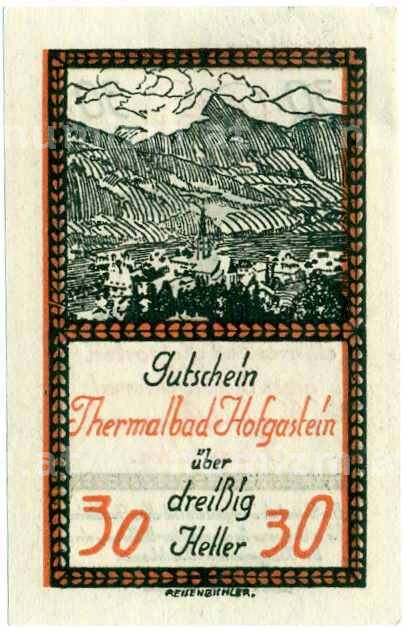 Gutschein
Thermalbad Hofgastein
über
dreißig
30 Heller 30
REISENBICHLER.